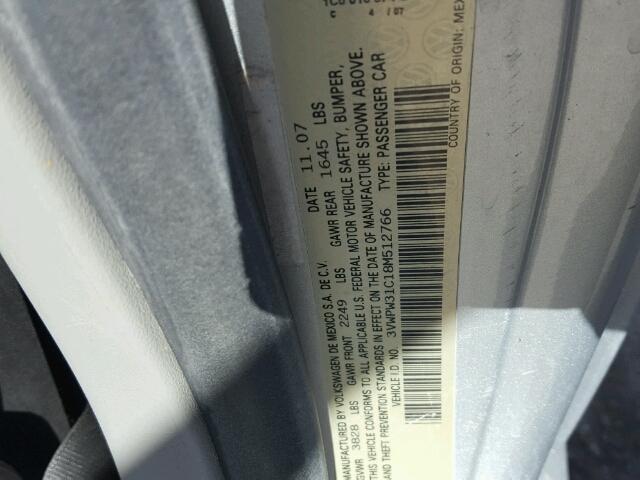 MANUFACTURED BY VOLKSWAGEN DE MEXICO S.A. DE C.V. DATE 11.07
GVWR 3828 LBS GAWR FRONT 2249 LBS GAWR REAR 1645 LBS
THIS VEHICLE CONFORMS TO ALL APPLICABLE U.S. FEDERAL MOTOR VEHICLE SAFETY, BUMPER,
AND THEFT PREVENTION STANDARDS IN EFFECT ON THE DATE OF MANUFACTURE SHOWN ABOVE.
VEHICLE I.D. NO. 3VWPW31C18M512766 TYPE: PASSENGER CAR
COUNTRY OF ORIGIN: MEX